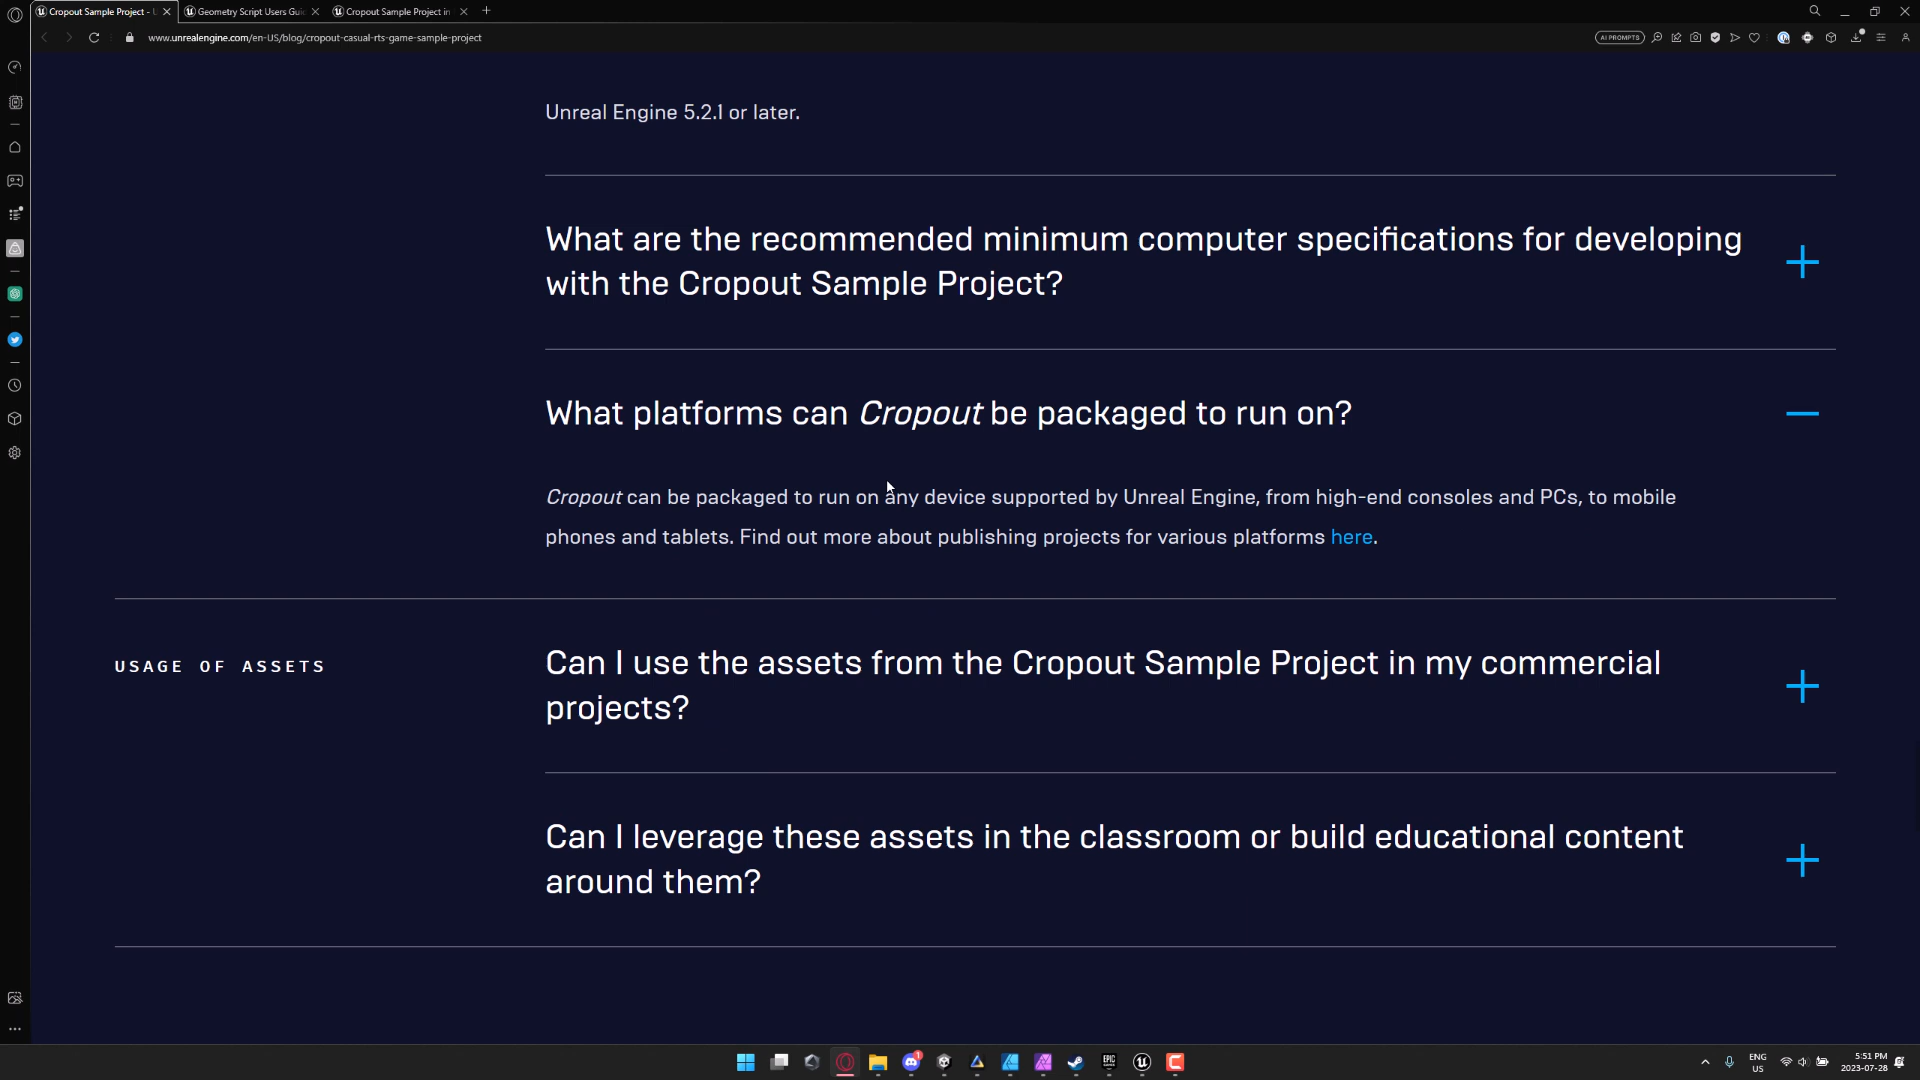 Cropout Sample Project -
Geometry Script Users Gui
Cropout Sample Project in
www.unrealengine.com/en-US/blog/cropout-casual-rts-game-sample-project
AI PROMPTS
Unreal Engine 5.2.1 or later.
What are the recommended minimum computer specifications for developing
with the Cropout Sample Project?
What platforms can Cropout be packaged to run on?
Cropout can be packaged to run on any device supported by Unreal Engine, from high-end consoles and PCs, to mobile
phones and tablets. Find out more about publishing projects for various platforms here.
USAGE OF ASSETS
Can I use the assets from the Cropout Sample Project in my commercial
projects?
Can I leverage these assets in the classroom or build educational content
around them?
1
EPIC
ENG
US
5:51 PM
2023-07-28